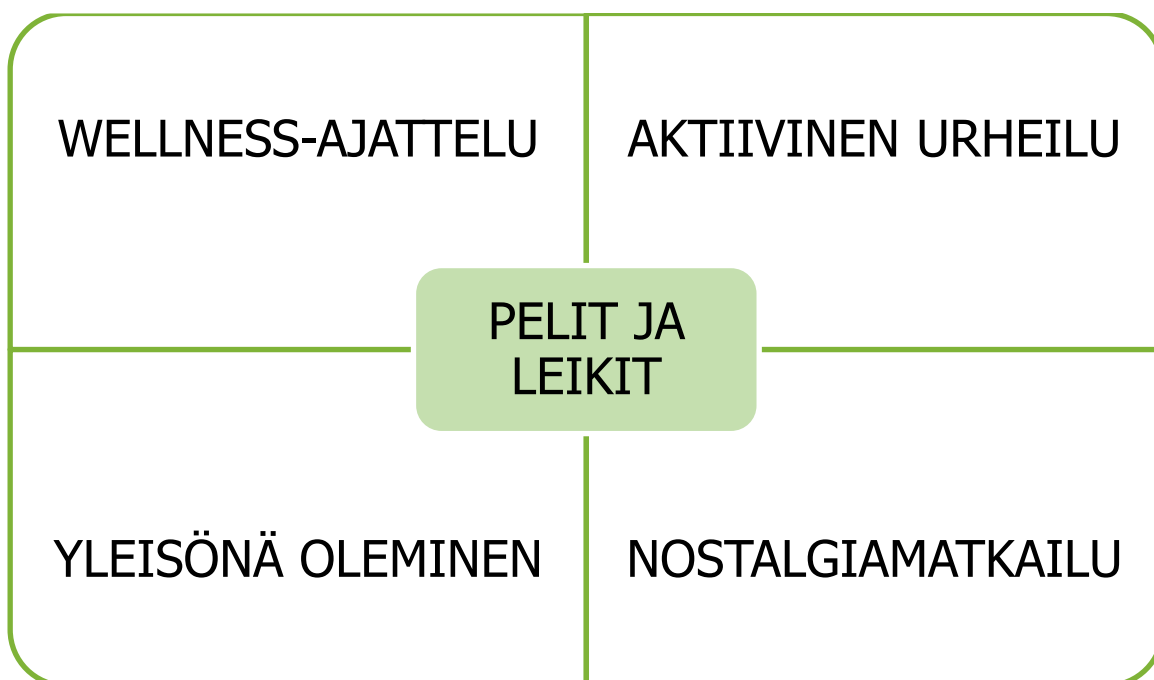 WELLNESS-AJATTELU
AKTIIVINEN URHEILU
PELIT JA
LEIKIT
YLEISÖNÄ OLEMINEN
NOSTALGIAMATKAILU